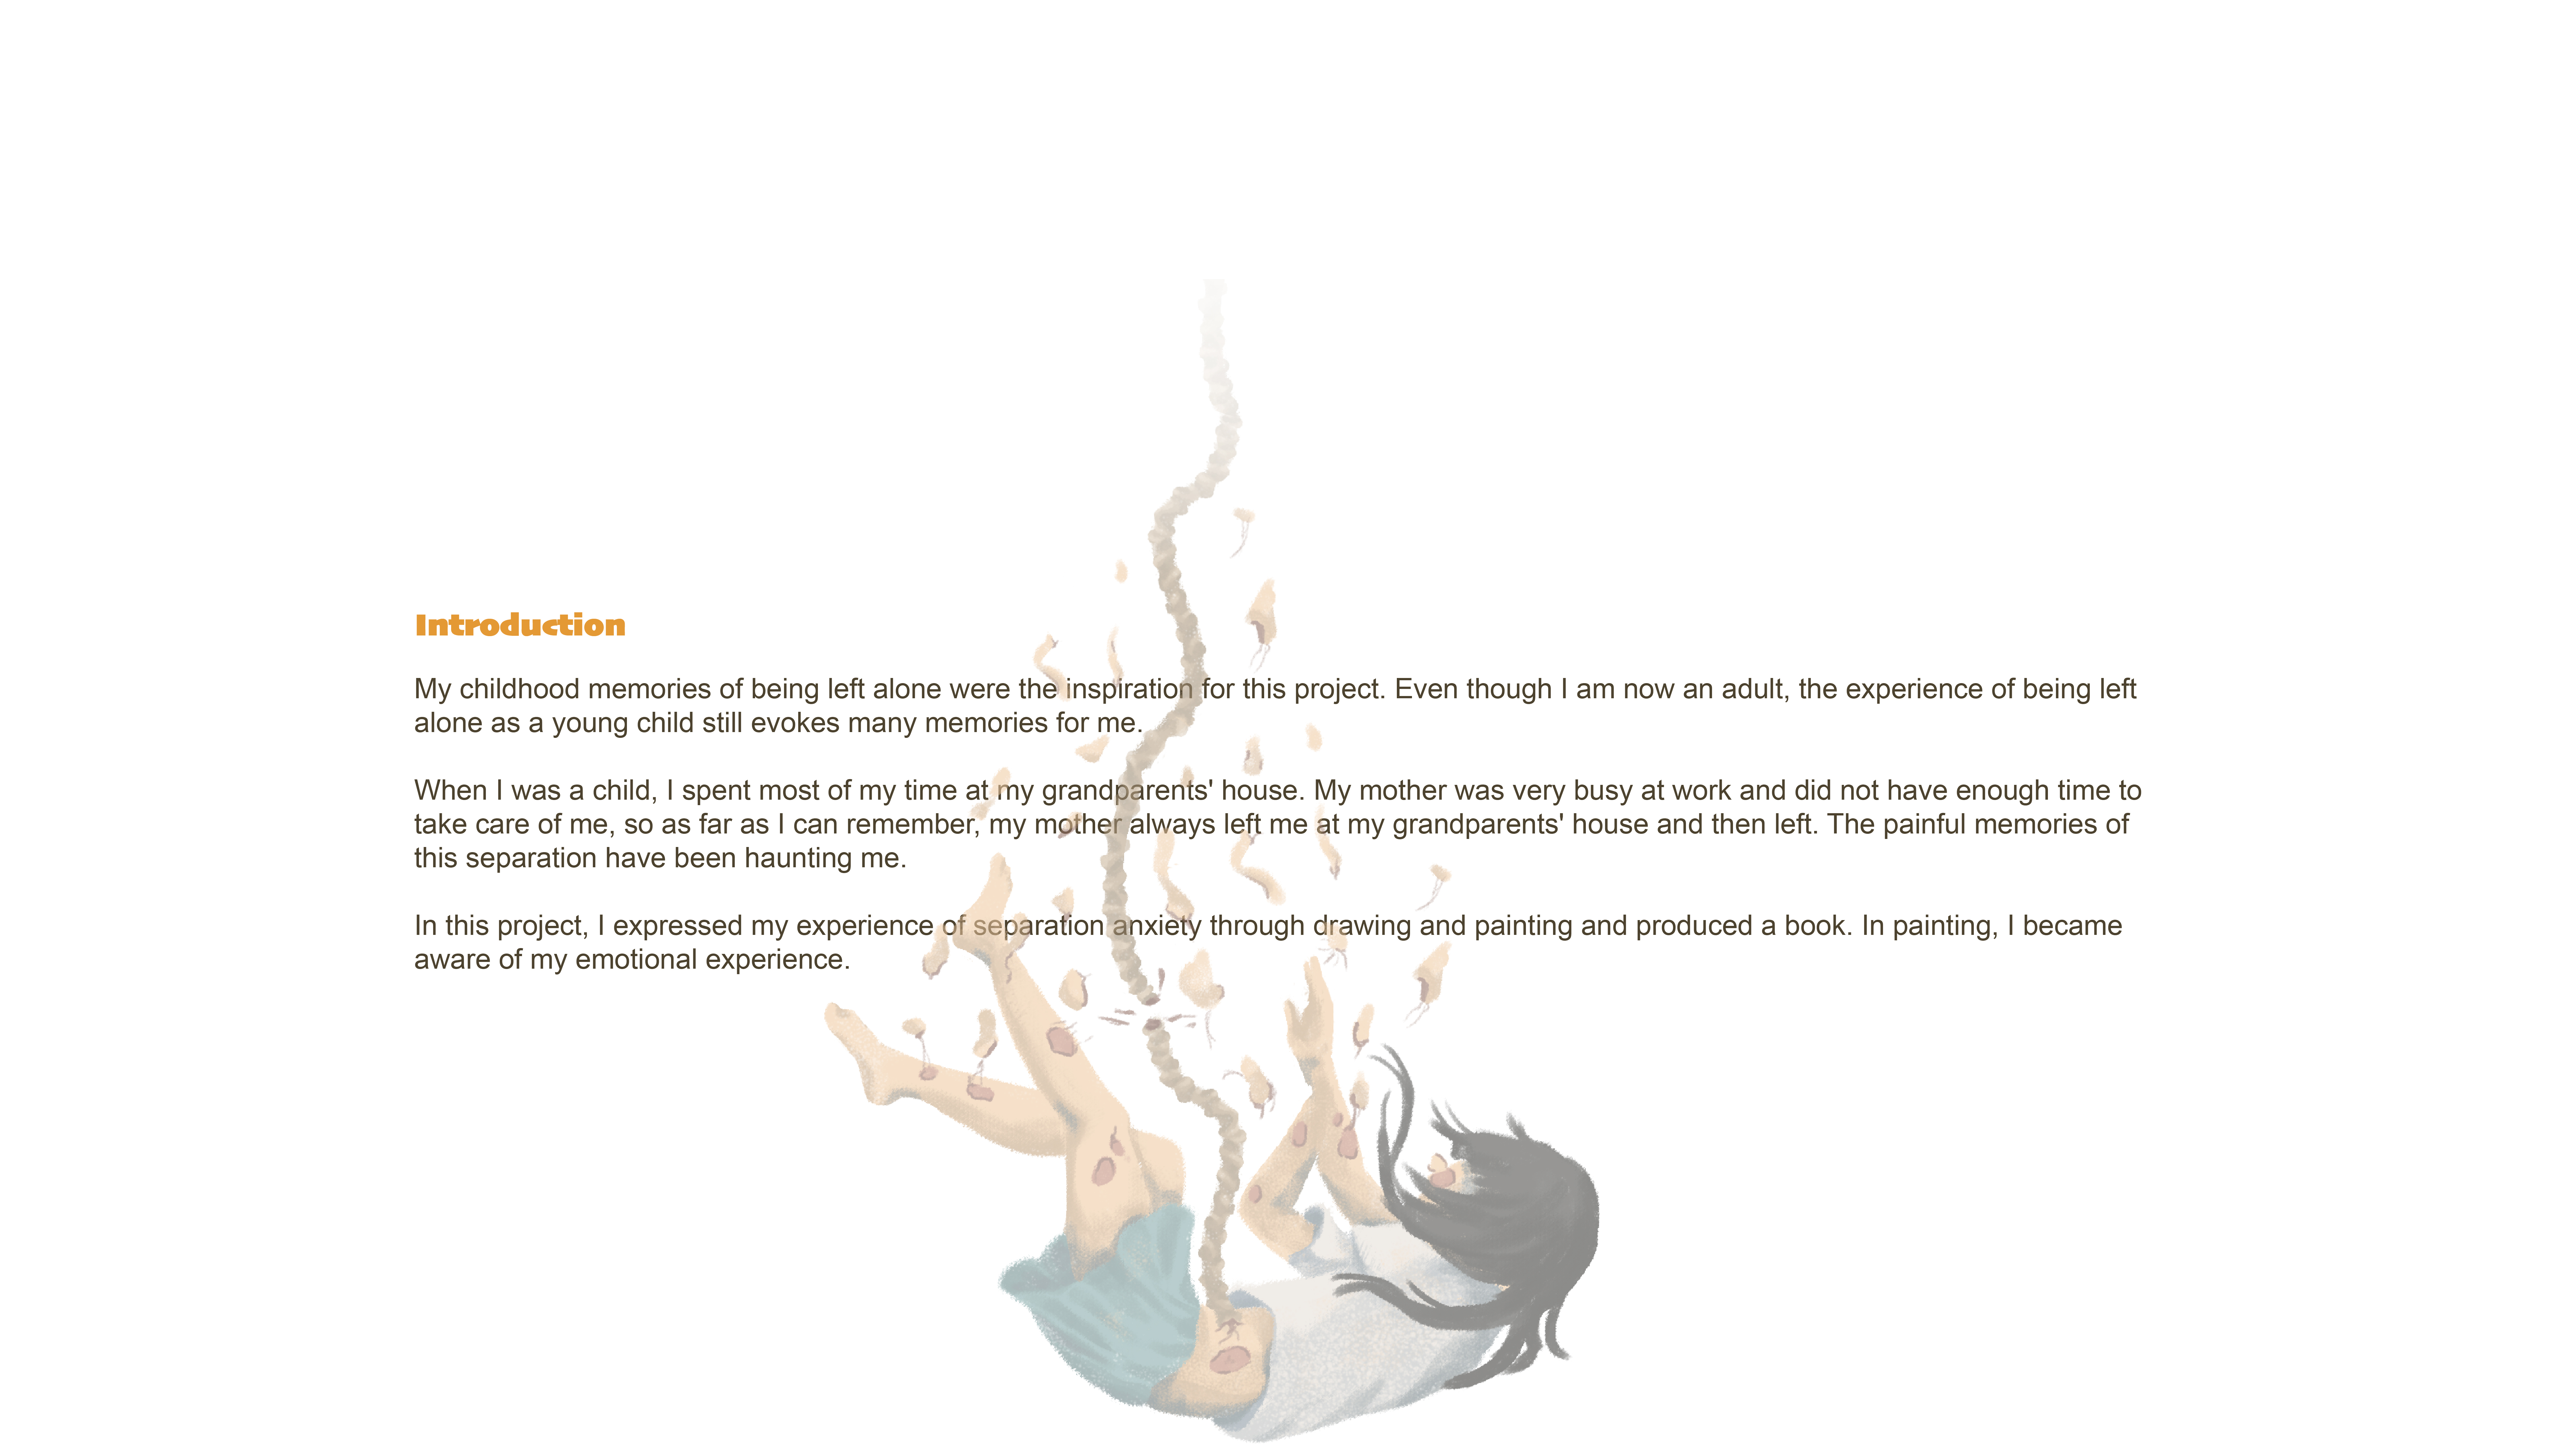 Introduction
My childhood memories of being left alone were the inspiration for this project. Even though I am now an adult, the experience of being left
alone as a young child still evokes many memories for me.
When I was a child, I spent most of my time at my grandparents' house. My mother was very busy at work and did not have enough time to
take care of me, so as far as I can remember, my mother always left me at my grandparents' house and then left. The painful memories of
this separation have been haunting me.
In this project, I expressed my experience of separation anxiety through drawing and painting and produced a book. In painting, I became
aware of my emotional experience.